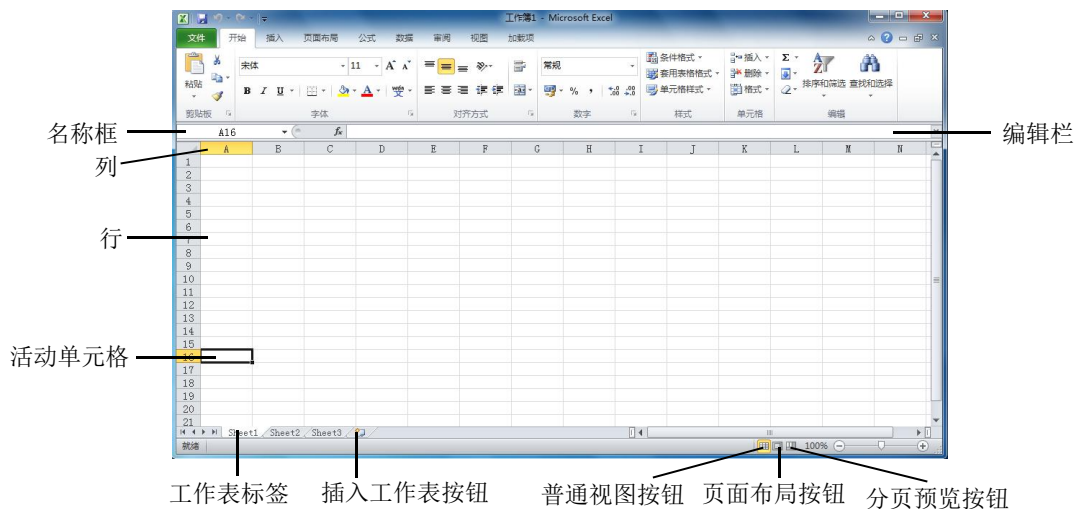 工作簿1 - Microsoft Excel
文件 开始 插入 页面布局 公式 数据 审阅 视图 加载项
宋体 11 A A 常规 条件格式 插入 Σ
粘贴 套用表格格式 删除 排序和筛选 查找和选择
B I U A 变 % , 单元格样式 格式
剪贴板 字体 对齐方式 数字 样式 单元格 编辑
名称框 A16 fx 编辑栏
列 A B C D E F G H I J K L M N
1
2
3
4
5
行 6
7
8
9
10
11
12
13
14
15
活动单元格 16
17
18
19
20
21
Sheet1 Sheet2 Sheet3
就绪 100%
工作表标签 插入工作表按钮 普通视图按钮 页面布局按钮 分页预览按钮